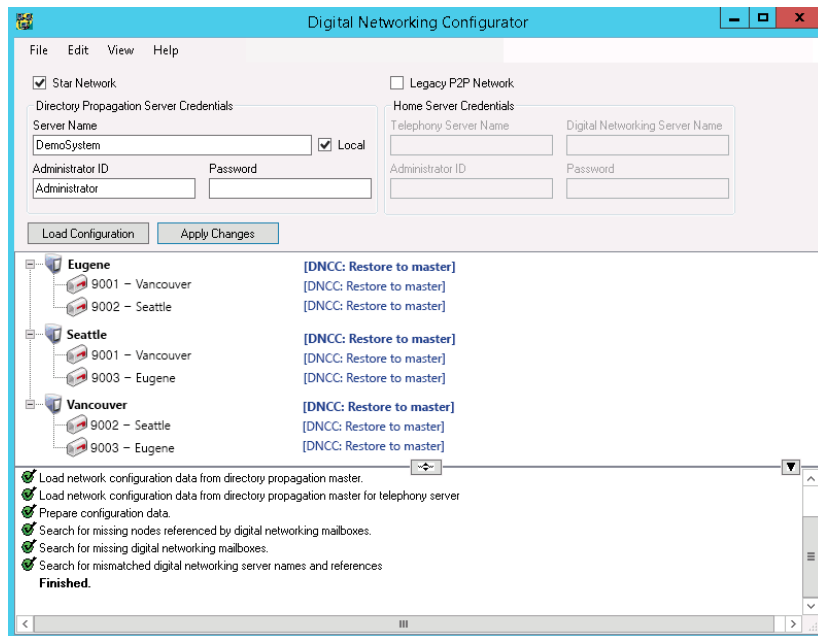 Digital Networking Configurator
File Edit View Help
Star Network
Legacy P2P Network
Directory Propagation Server Credentials
Home Server Credentials
Server Name
Telephony Server Name
Digital Networking Server Name
DemoSystem
Local
Administrator ID
Password
Administrator ID
Password
Administrator
Load Configuration
Apply Changes
Eugene [DNCC: Restore to master]
9001 – Vancouver [DNCC: Restore to master]
9002 – Seattle [DNCC: Restore to master]
Seattle [DNCC: Restore to master]
9001 – Vancouver [DNCC: Restore to master]
9003 – Eugene [DNCC: Restore to master]
Vancouver [DNCC: Restore to master]
9002 – Seattle [DNCC: Restore to master]
9003 – Eugene [DNCC: Restore to master]
Load network configuration data from directory propagation master.
Load network configuration data from directory propagation master for telephony server
Prepare configuration data.
Search for missing nodes referenced by digital networking mailboxes.
Search for missing digital networking mailboxes.
Search for mismatched digital networking server names and references
Finished.